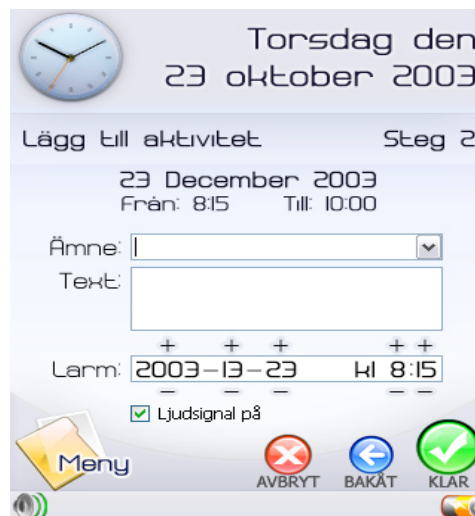 Torsdag den
23 oktober 2003
Lägg till aktivitet Steg 2
23 December 2003
Från: 8:15 Till: 10:00
Ämne:
Text:
+ + + + +
Larm: 2003-13-23 kl 8:15
− − − − −
Ljudsignal på
Meny
AVBRYT BAKÅT KLAR